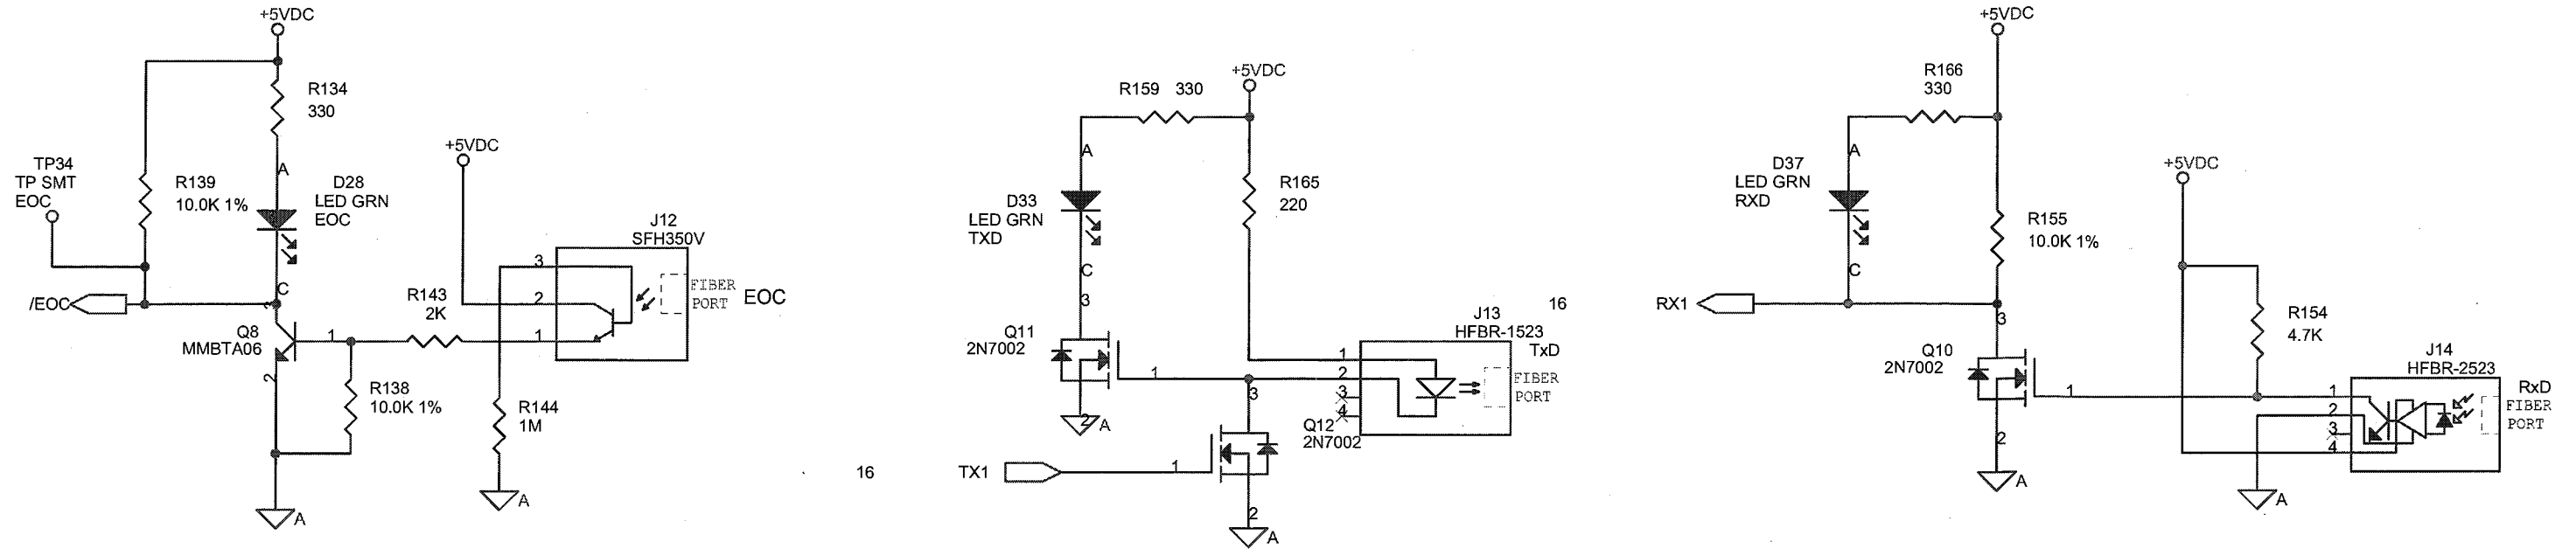 +5VDC
R134
330
A
TP34
TP SMT
EOC
R139
10.0K 1%
D28
LED GRN
EOC
C
/EOC
3
Q8
MMBTA06
1
2
R143
2K
R138
10.0K 1%
A
+5VDC
J12
SFH350V
3
2
1
FIBER
PORT
EOC
R144
1M
A
16
+5VDC
R159 330
A
D33
LED GRN
TXD
C
3
R165
220
Q11
2N7002
1
2
A
J13
HFBR-1523
TxD
1
2
3
4
FIBER
PORT
3
Q12
2N7002
TX1
1
2
A
16
+5VDC
R166
330
A
D37
LED GRN
RXD
C
R155
10.0K 1%
RX1
3
Q10
2N7002
1
2
A
+5VDC
R154
4.7K
J14
HFBR-2523
RxD
1
2
3
4
FIBER
PORT
A